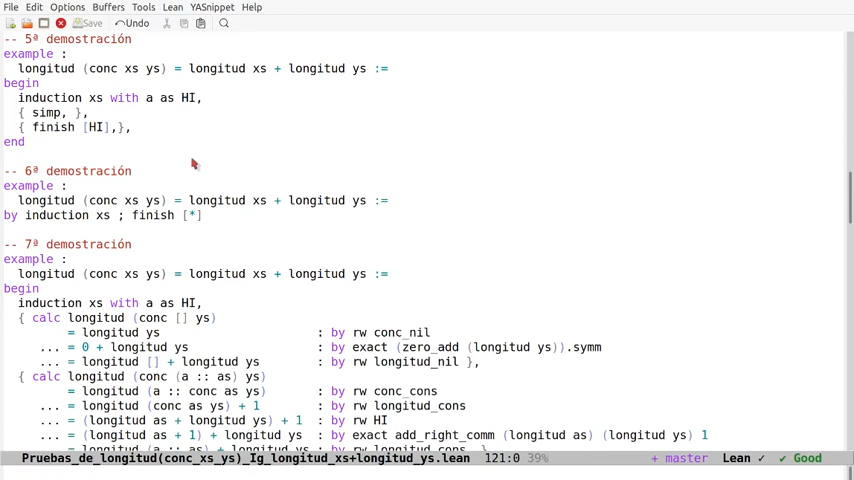 File Edit Options Buffers Tools Lean YASnippet Help
Save Undo
-- 5ª demostración
example :
longitud (conc xs ys) = longitud xs + longitud ys :=
begin
induction xs with a as HI,
{ simp, },
{ finish [HI],},
end
-- 6ª demostración
example :
longitud (conc xs ys) = longitud xs + longitud ys :=
by induction xs ; finish [*]
-- 7ª demostración
example :
longitud (conc xs ys) = longitud xs + longitud ys :=
begin
induction xs with a as HI,
{ calc longitud (conc [] ys)
= longitud ys : by rw conc_nil
... = 0 + longitud ys : by exact (zero_add (longitud ys)).symm
... = longitud [] + longitud ys : by rw longitud_nil },
{ calc longitud (conc (a :: as) ys)
= longitud (a :: conc as ys) : by rw conc_cons
... = longitud (conc as ys) + 1 : by rw longitud_cons
... = (longitud as + longitud ys) + 1 : by rw HI
... = (longitud as + 1) + longitud ys : by exact add_right_comm (longitud as) (longitud ys) 1
... = longitud (a :: as) + longitud ys : by rw longitud_cons, }
Pruebas_de_longitud(conc_xs_ys)_Ig_longitud_xs+longitud_ys.lean 121:0 39% + master Lean ✓ ✓ Good